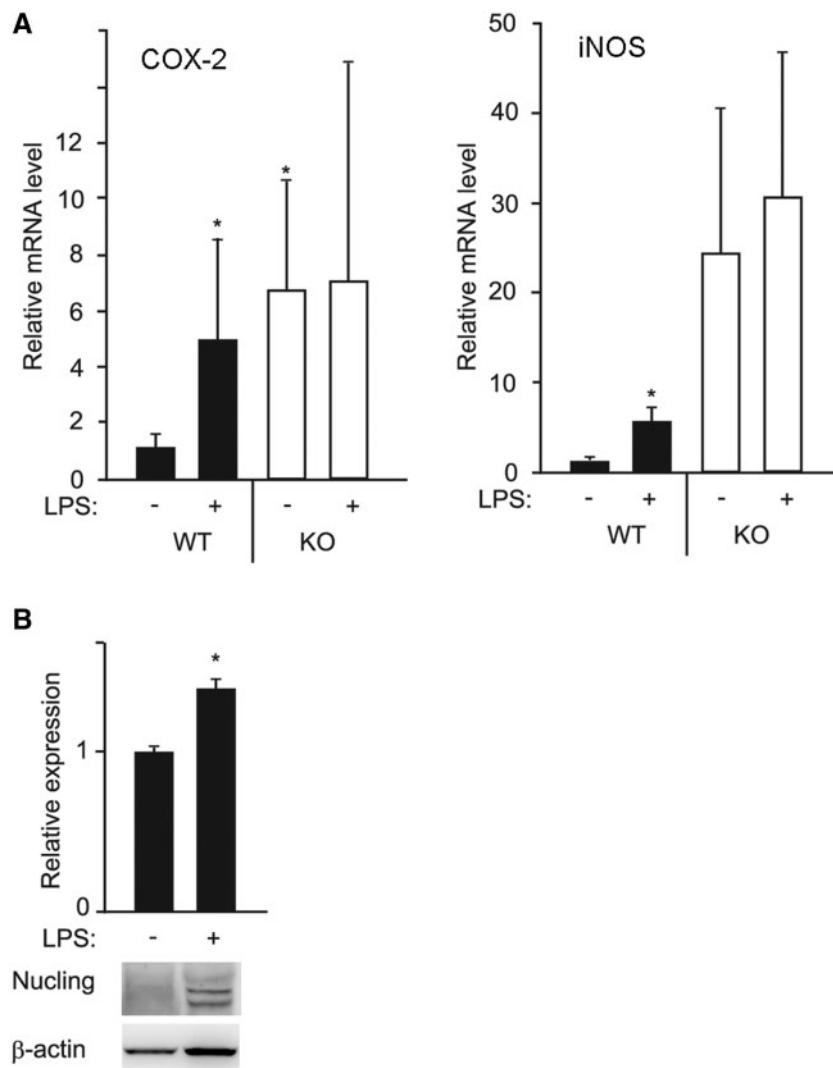 A
COX-2
Relative mRNA level
12
10
8
6
4
2
0
*
*
LPS: - + - +
WT KO
iNOS
Relative mRNA level
50
40
30
20
10
0
*
LPS: - + - +
WT KO
B
Relative expression
1
0
*
LPS: - +
Nucling
β-actin